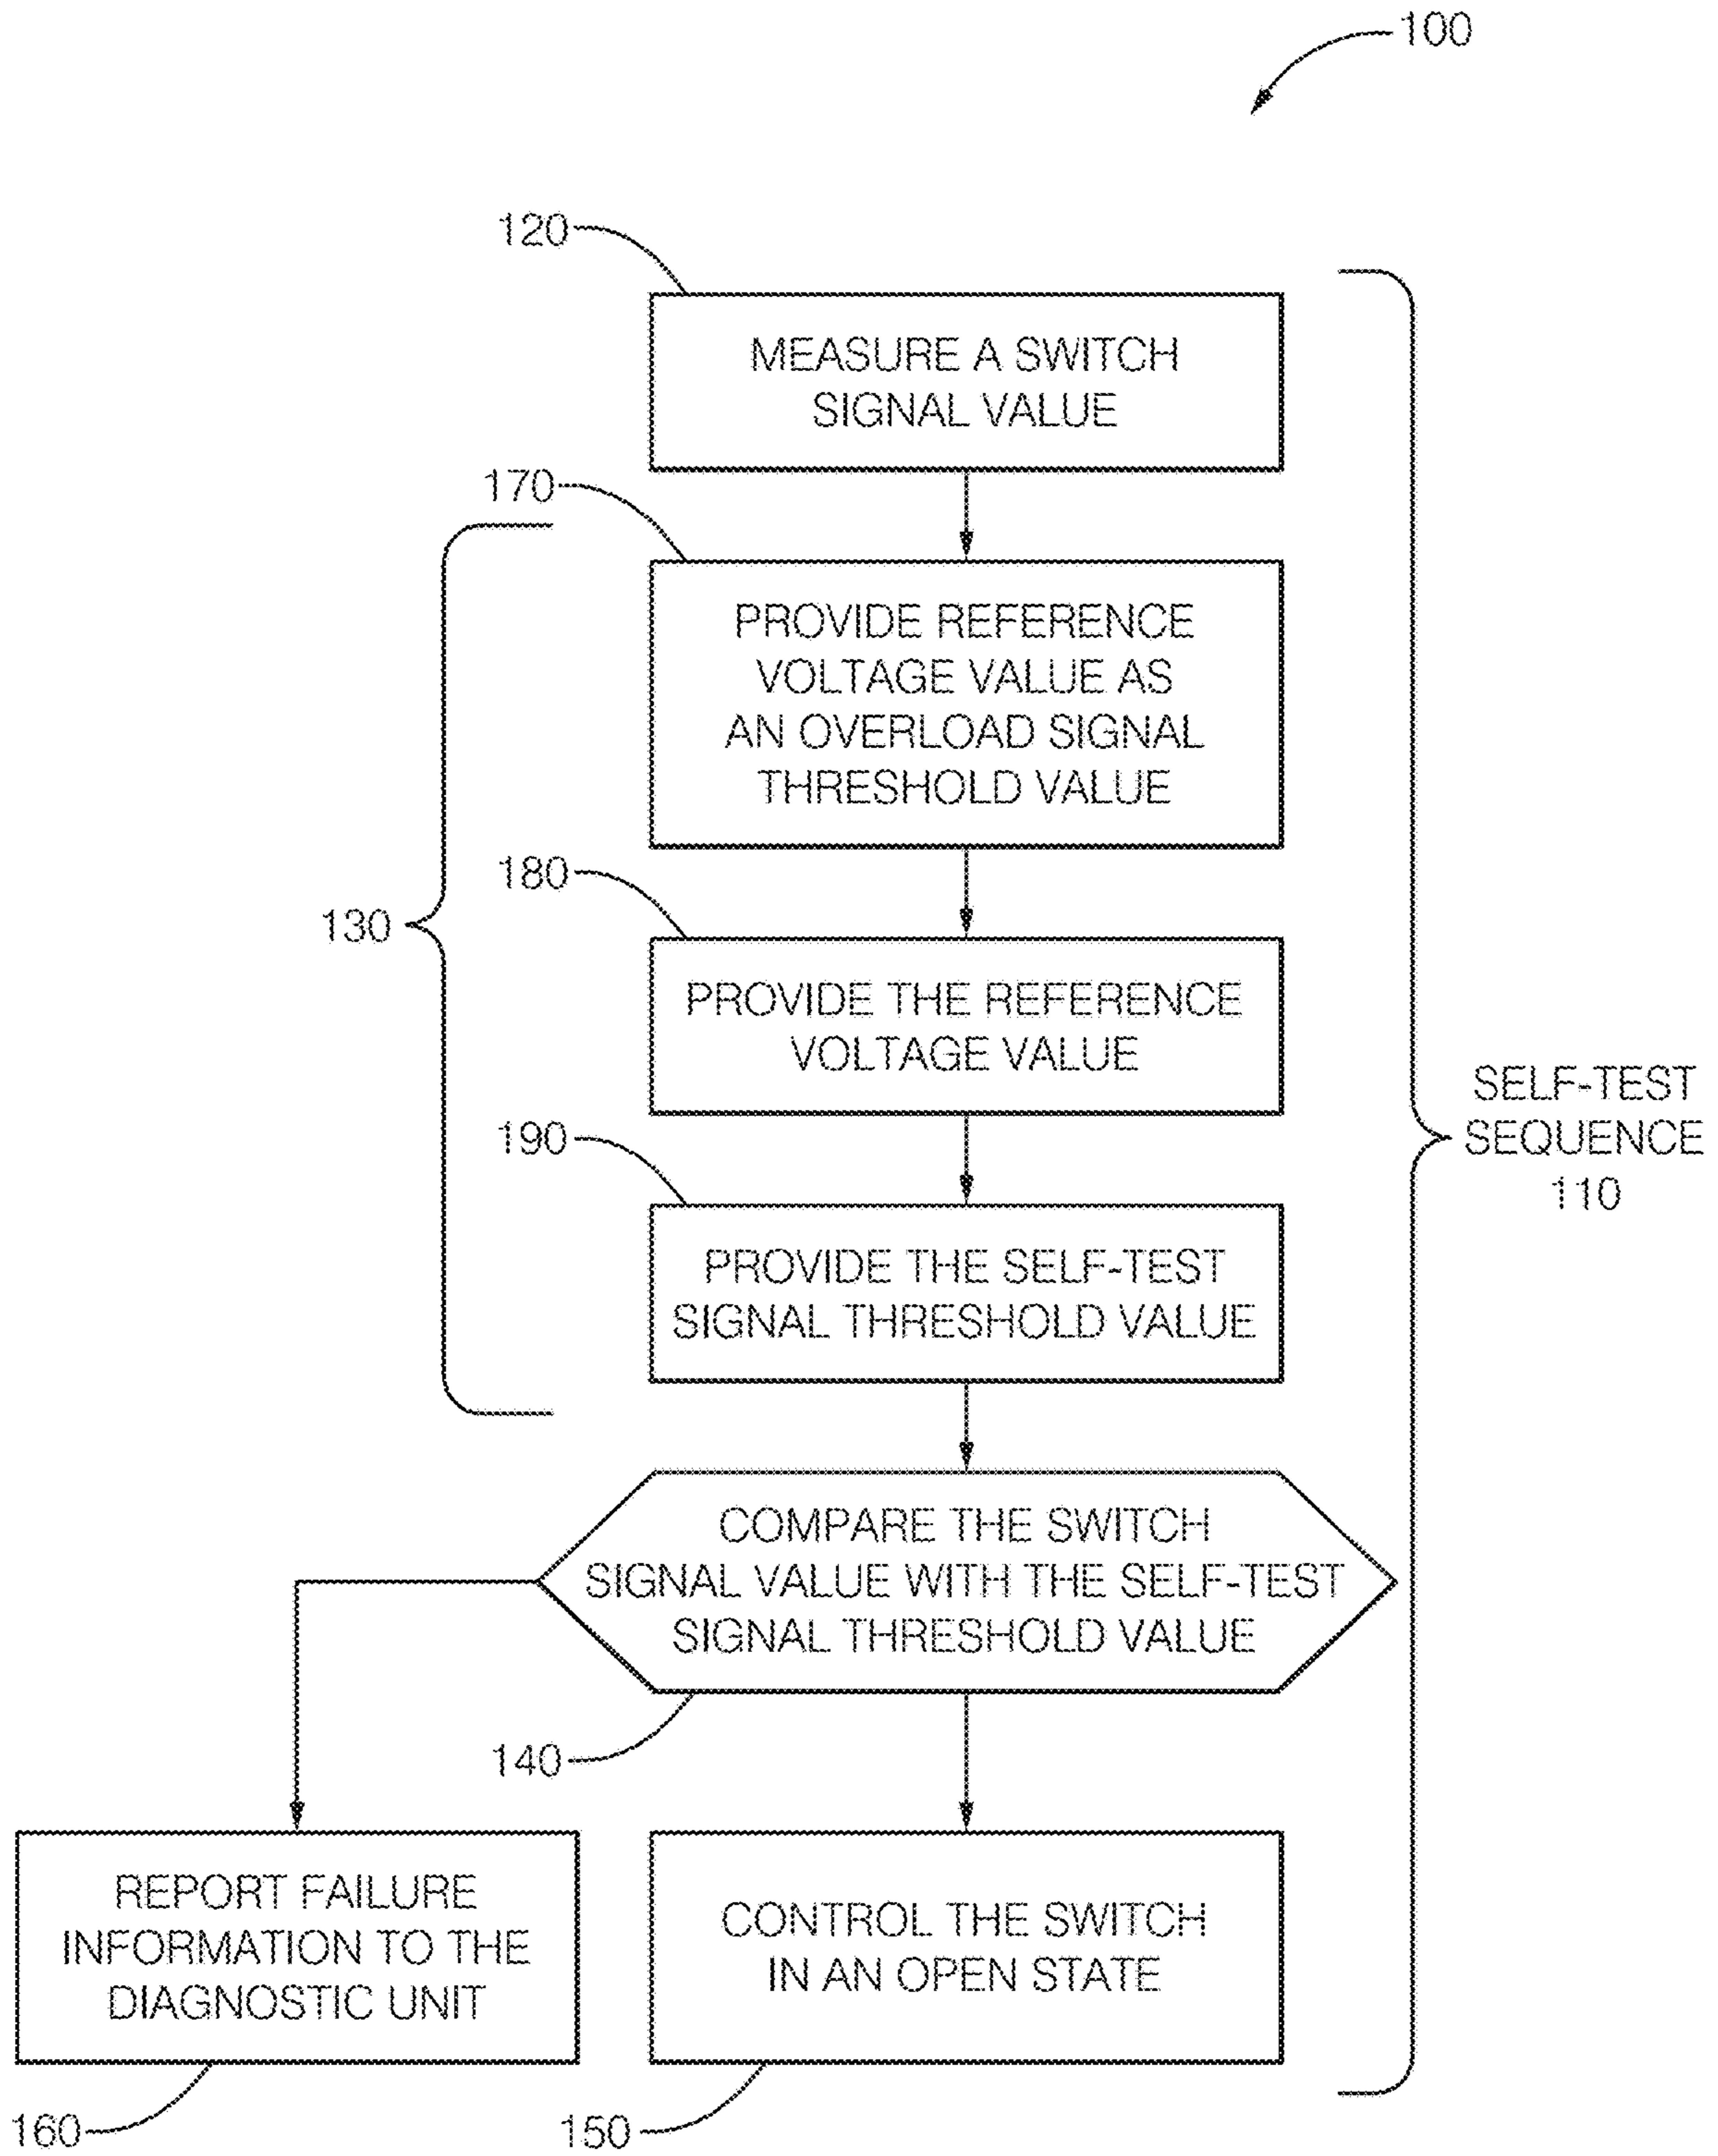 100
120
MEASURE A SWITCH
SIGNAL VALUE
170
PROVIDE REFERENCE
VOLTAGE VALUE AS
AN OVERLOAD SIGNAL
THRESHOLD VALUE
180
130
PROVIDE THE REFERENCE
VOLTAGE VALUE
190
SELF-TEST
SEQUENCE
110
PROVIDE THE SELF-TEST
SIGNAL THRESHOLD VALUE
COMPARE THE SWITCH
SIGNAL VALUE WITH THE SELF-TEST
SIGNAL THRESHOLD VALUE
140
REPORT FAILURE
INFORMATION TO THE
DIAGNOSTIC UNIT
CONTROL THE SWITCH
IN AN OPEN STATE
160
150